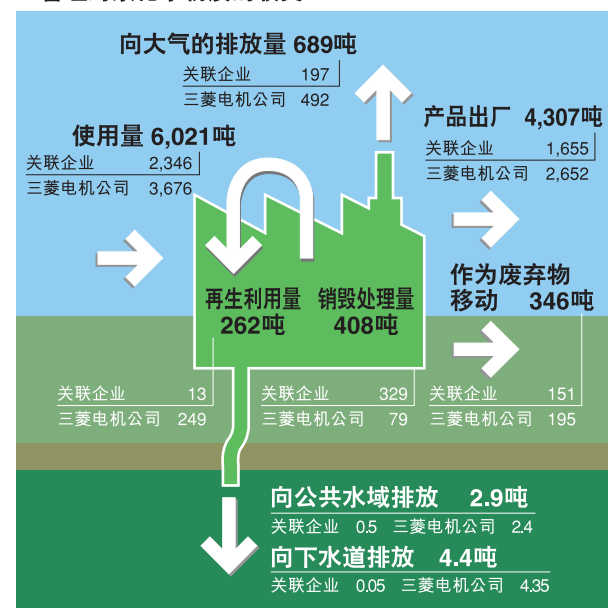 向大气的排放量 689吨
关联企业 197
三菱电机公司 492
使用量 6,021吨
关联企业 2,346
三菱电机公司 3,676
产品出厂 4,307吨
关联企业 1,655
三菱电机公司 2,652
再生利用量
262吨
销毁处理量
408吨
作为废弃物
移动 346吨
关联企业 13
三菱电机公司 249
关联企业 329
三菱电机公司 79
关联企业 151
三菱电机公司 195
向公共水域排放 2.9吨
关联企业 0.5 三菱电机公司 2.4
向下水道排放 4.4吨
关联企业 0.05 三菱电机公司 4.35